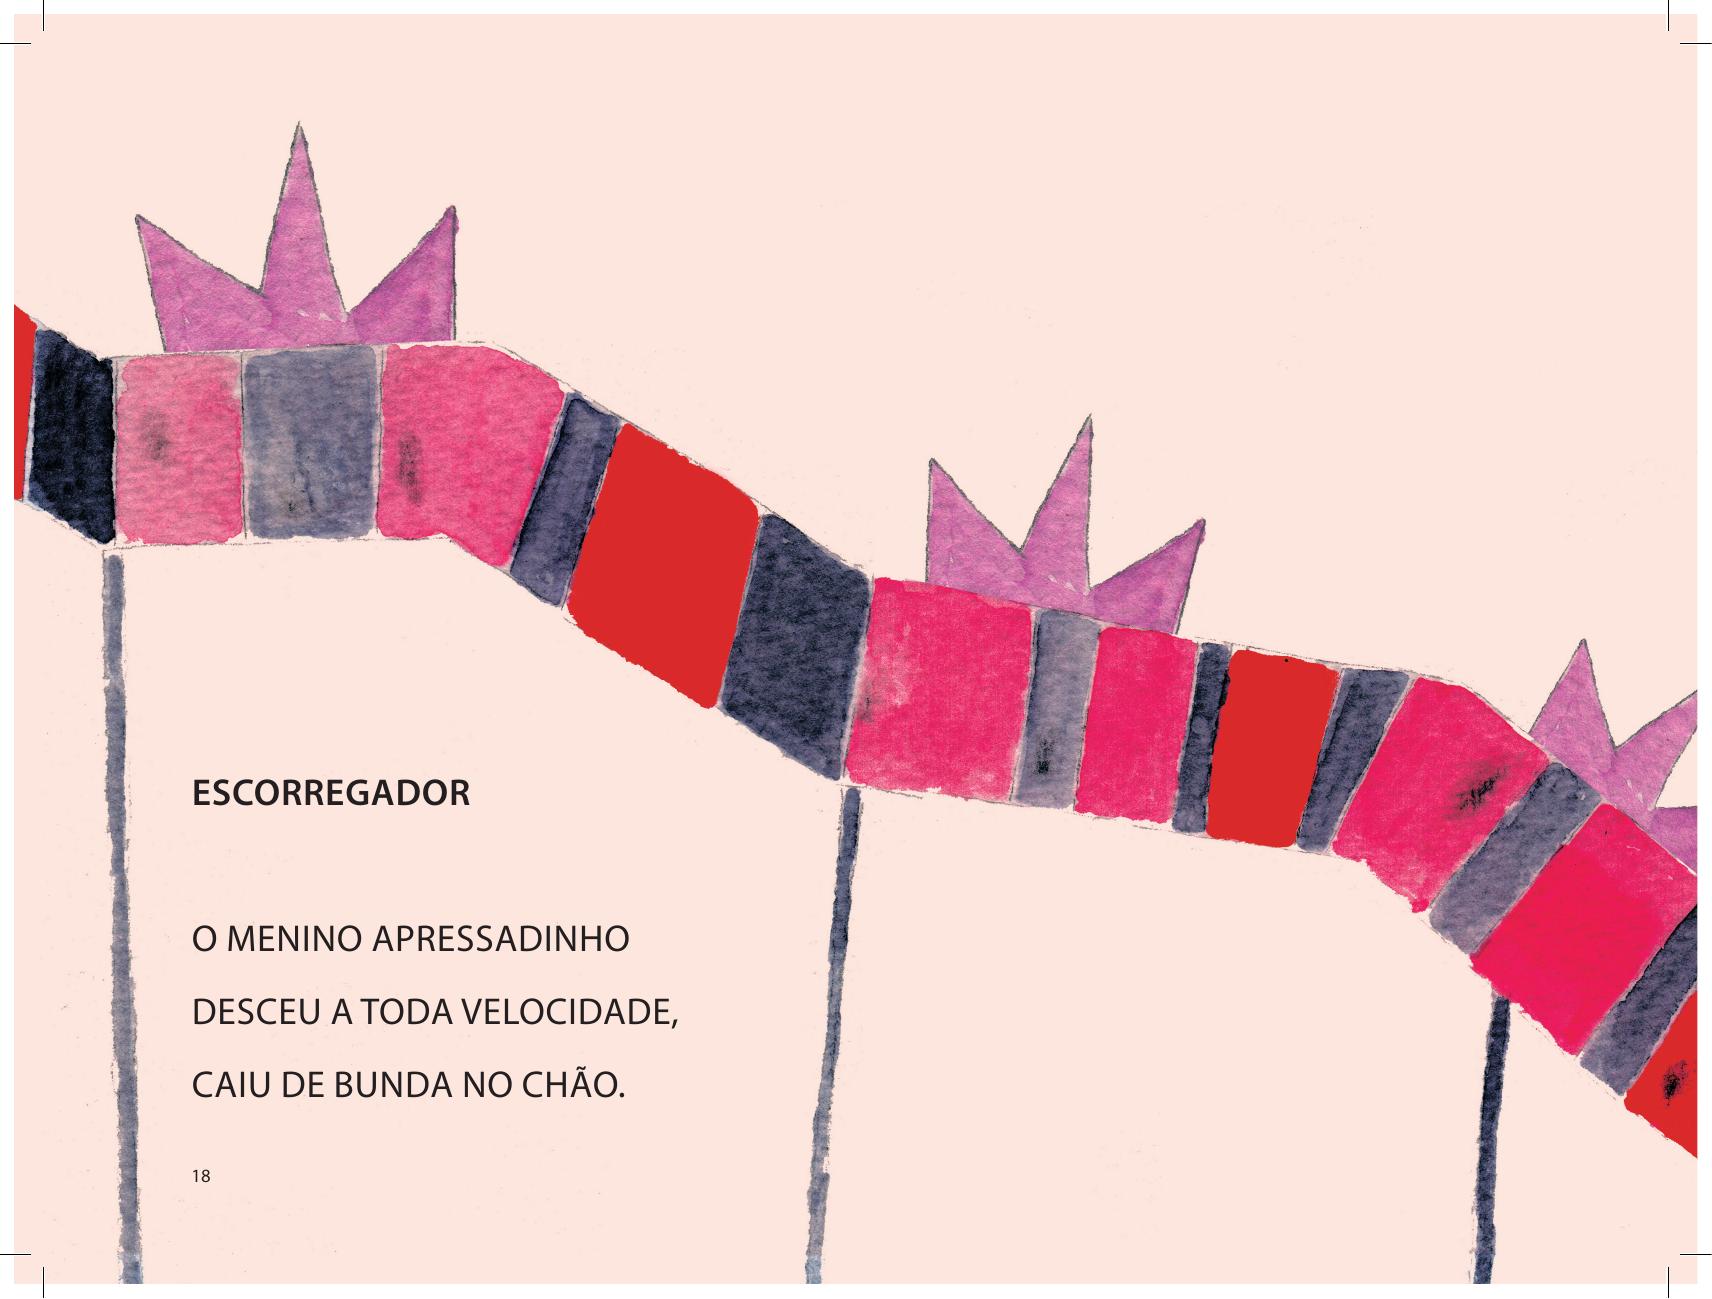 ESCORREGADOR
O MENINO APRESSADINHO
DESCEU A TODA VELOCIDADE,
CAIU DE BUNDA NO CHÃO.
18